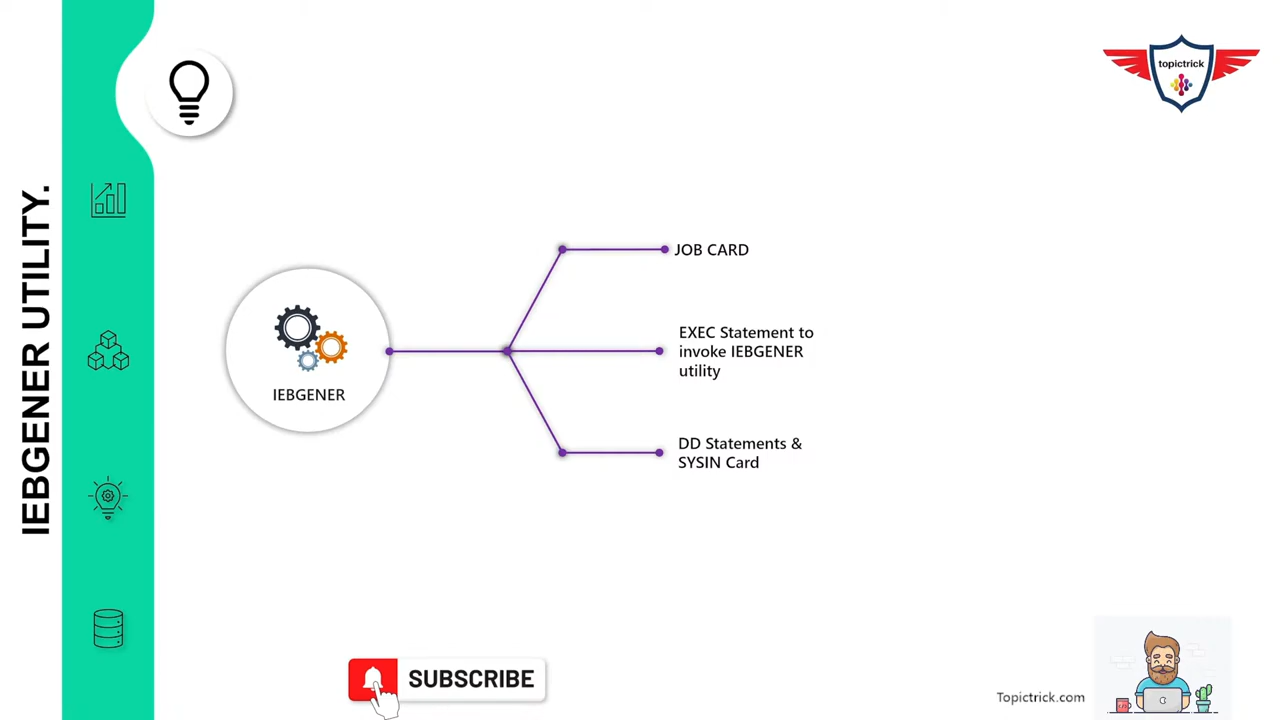 IEBGENER UTILITY.
topictrick
JOB CARD
EXEC Statement to
invoke IEBGENER
utility
IEBGENER
DD Statements &
SYSIN Card
SUBSCRIBE
Topictrick.com